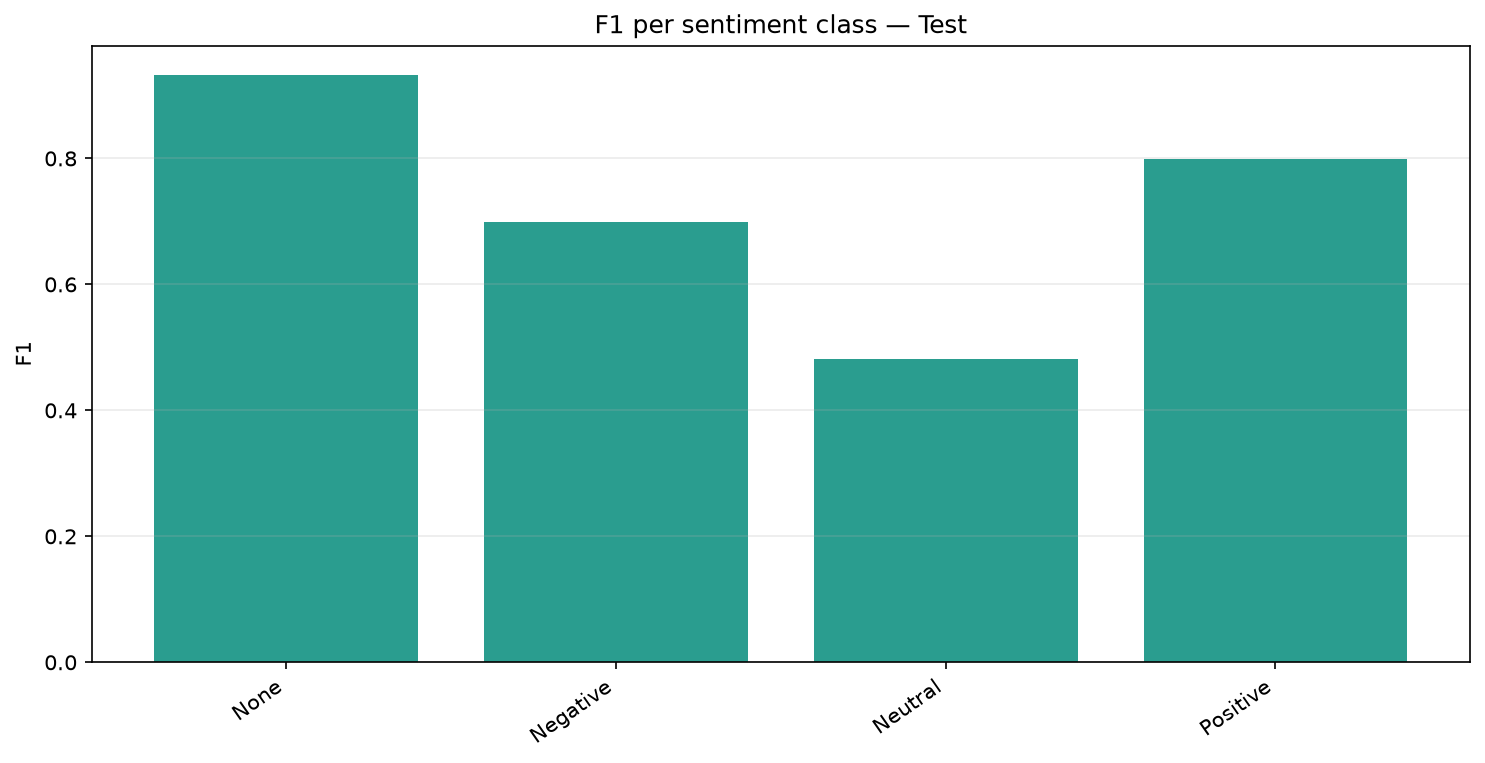 F1 per sentiment class — Test
F1
0.8
0.6
0.4
0.2
0.0
None
Negative
Neutral
Positive